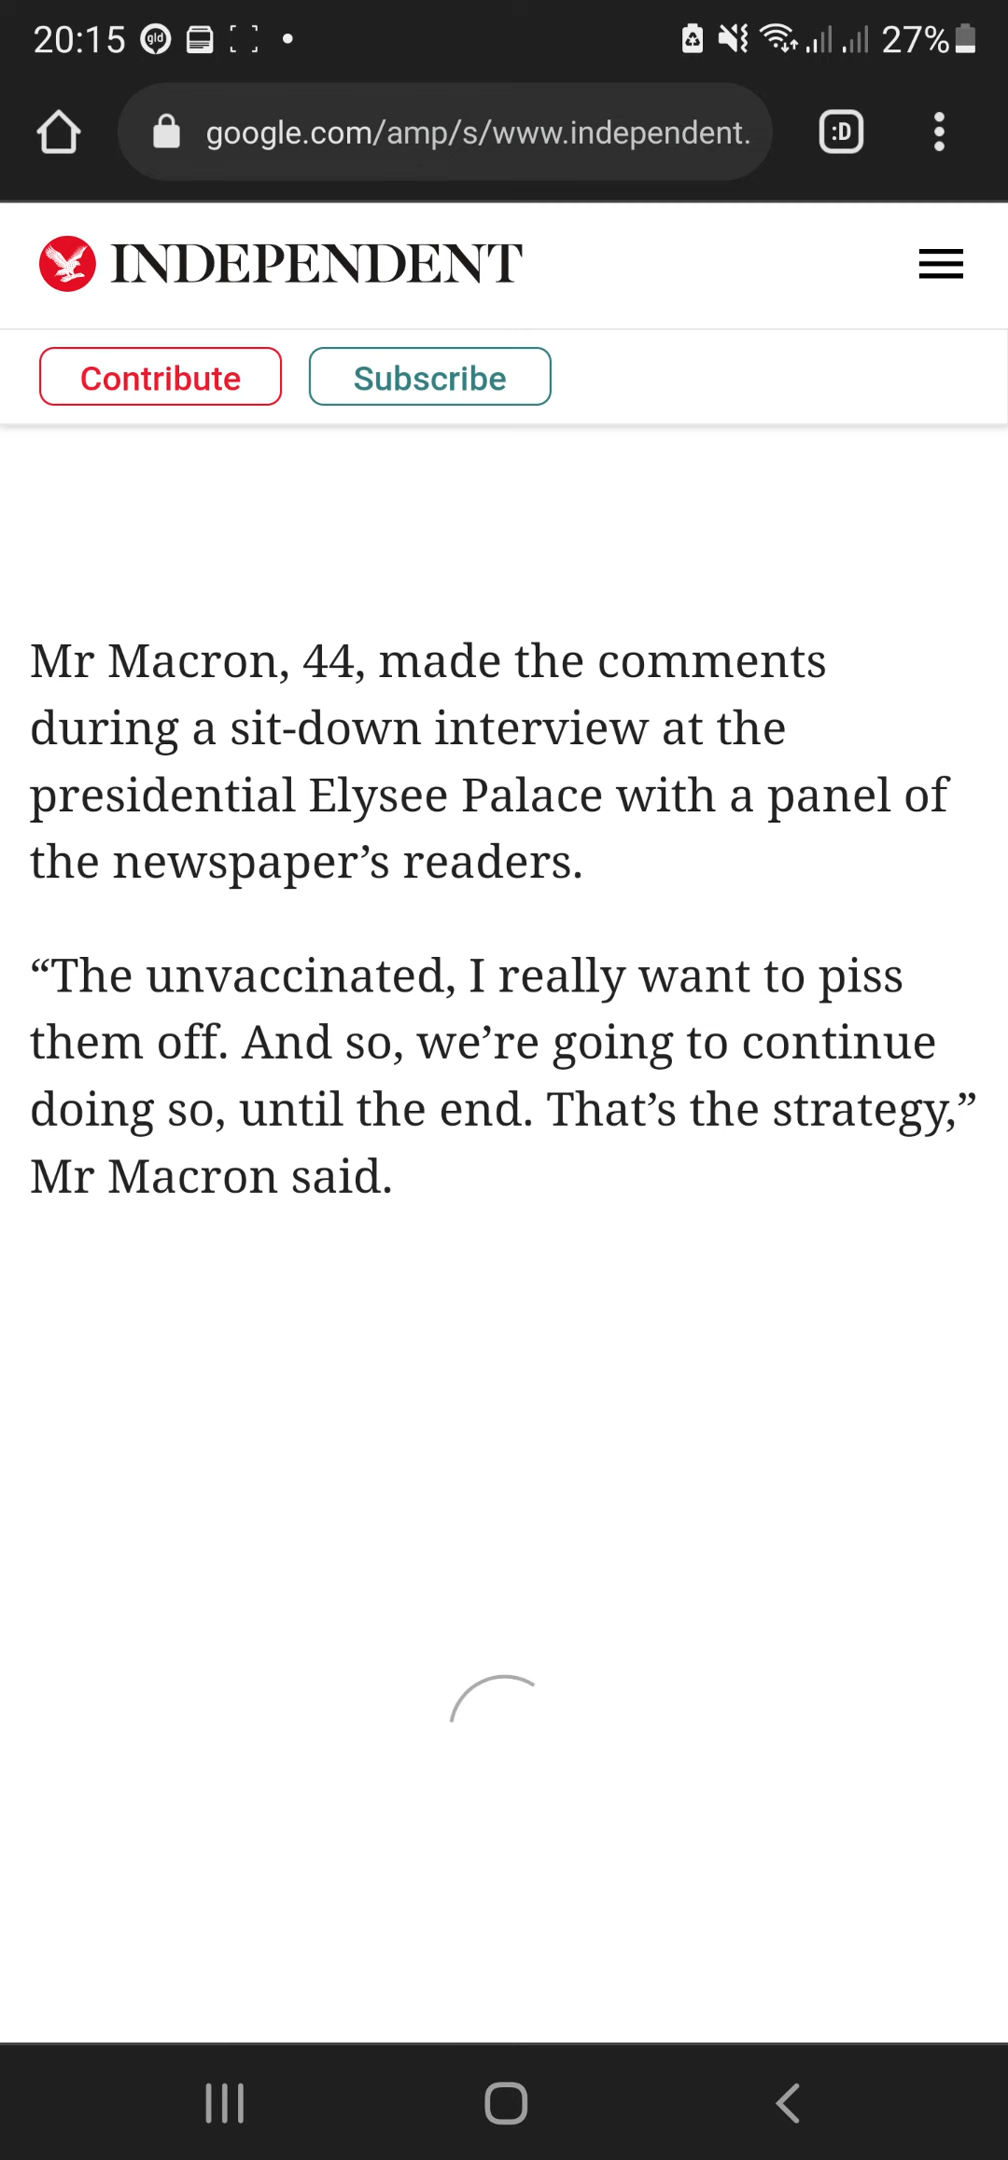 20:15 gld 27%
google.com/amp/s/www.independent.
:D
INDEPENDENT
Contribute Subscribe
Mr Macron, 44, made the comments
during a sit-down interview at the
presidential Elysee Palace with a panel of
the newspaper’s readers.
“The unvaccinated, I really want to piss
them off. And so, we’re going to continue
doing so, until the end. That’s the strategy,”
Mr Macron said.